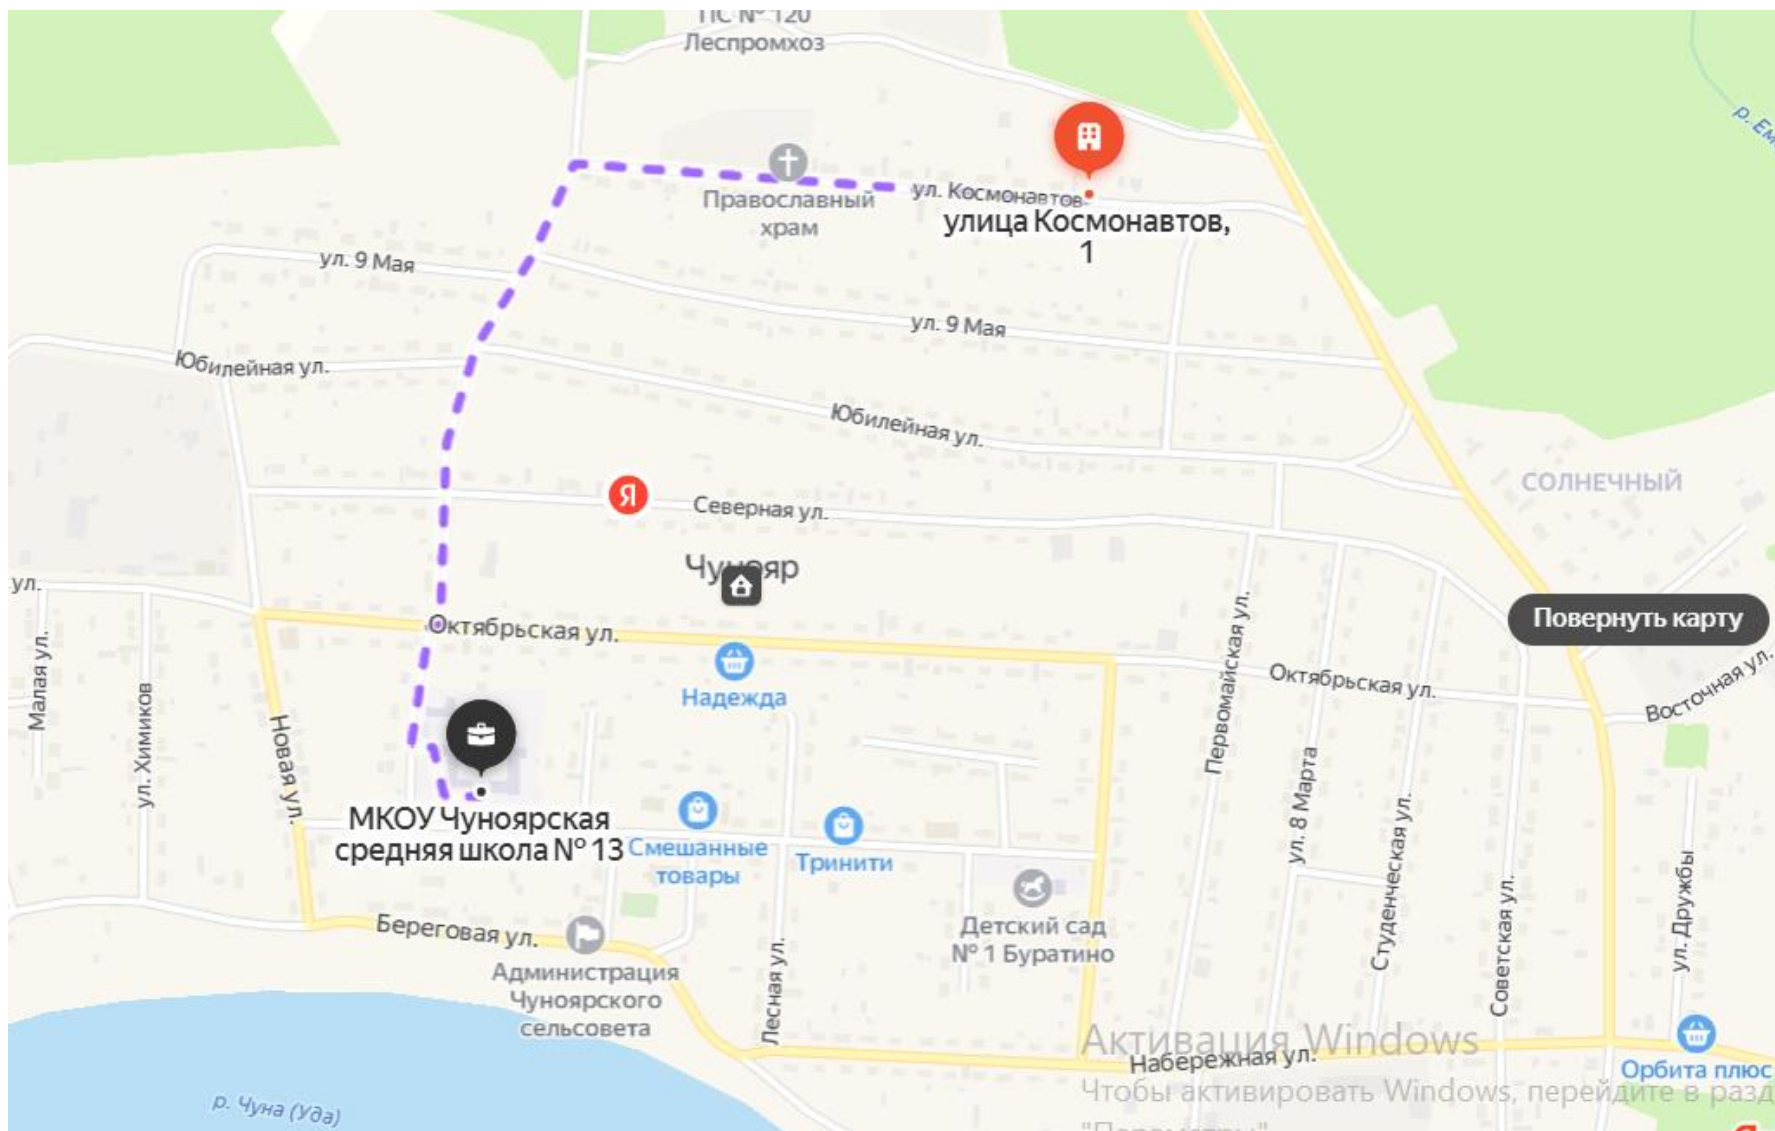 ПС № 120
Леспромхоз
Православный
храм
ул. Космонавтов
улица Космонавтов,
1
ул. 9 Мая
ул. 9 Мая
Юбилейная ул.
Юбилейная ул.
Я
Северная ул.
СОЛНЕЧНЫЙ
ул.
Октябрьская ул.
Повернуть карту
Надежда
Малая ул.
ул. Химиков
Новая ул.
Первомайская ул.
Октябрьская ул.
Восточная ул.
МКОУ Чуноярская
средняя школа № 13
Смешанные
товары
Тринити
ул. 8 Марта
Студенческая ул.
Советская ул.
ул. Дружбы
Детский сад
№ 1 Буратино
Береговая ул.
Администрация
Чуноярского
сельсовета
Лесная ул.
Набережная ул.
Орбита плюс
р. Чуна (Уда)
Активация Windows
Чтобы активировать Windows, перейдите в разд
"Параметры"